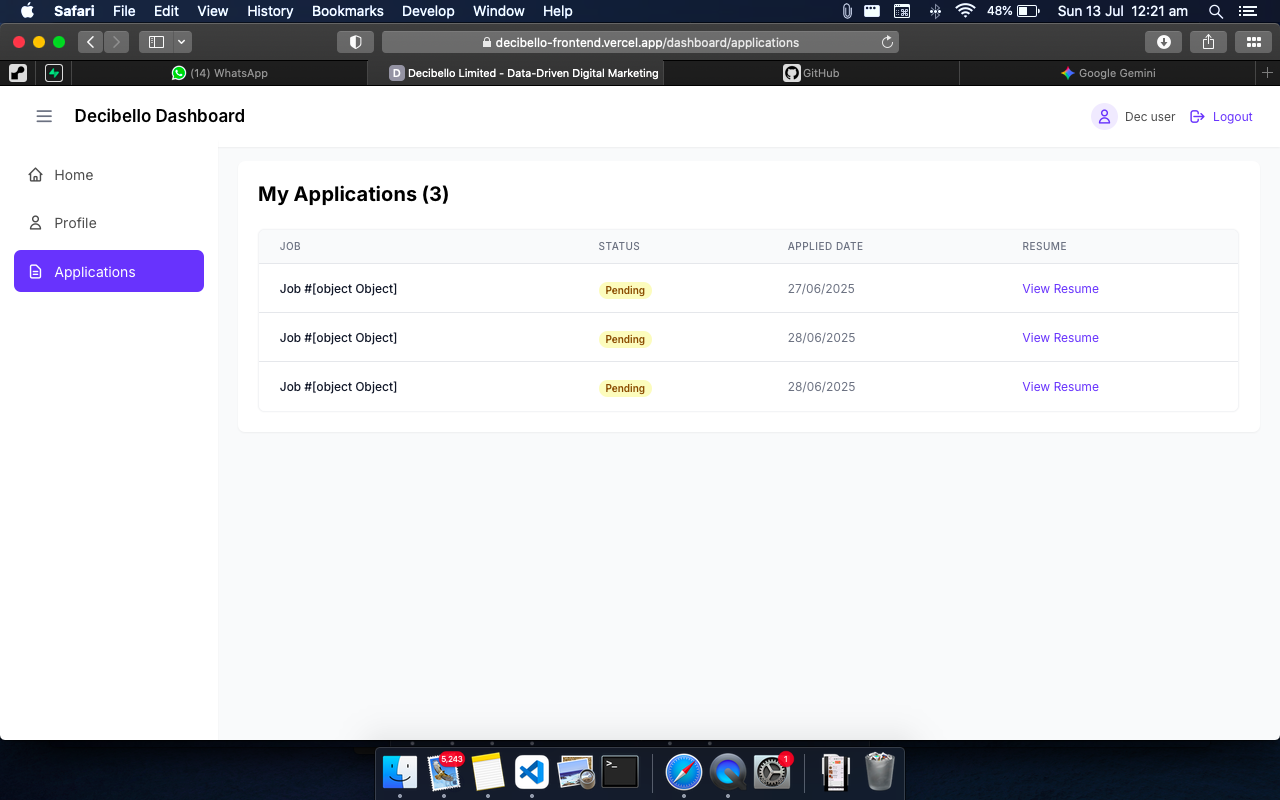 Safari File Edit View History Bookmarks Develop Window Help 48% Sun 13 Jul 12:21 am
decibello-frontend.vercel.app/dashboard/applications
(14) WhatsApp D Decibello Limited - Data-Driven Digital Marketing GitHub Google Gemini
Decibello Dashboard Dec user Logout
Home
Profile
Applications
My Applications (3)
JOB STATUS APPLIED DATE RESUME
Job #[object Object] Pending 27/06/2025 View Resume
Job #[object Object] Pending 28/06/2025 View Resume
Job #[object Object] Pending 28/06/2025 View Resume
5,243 1